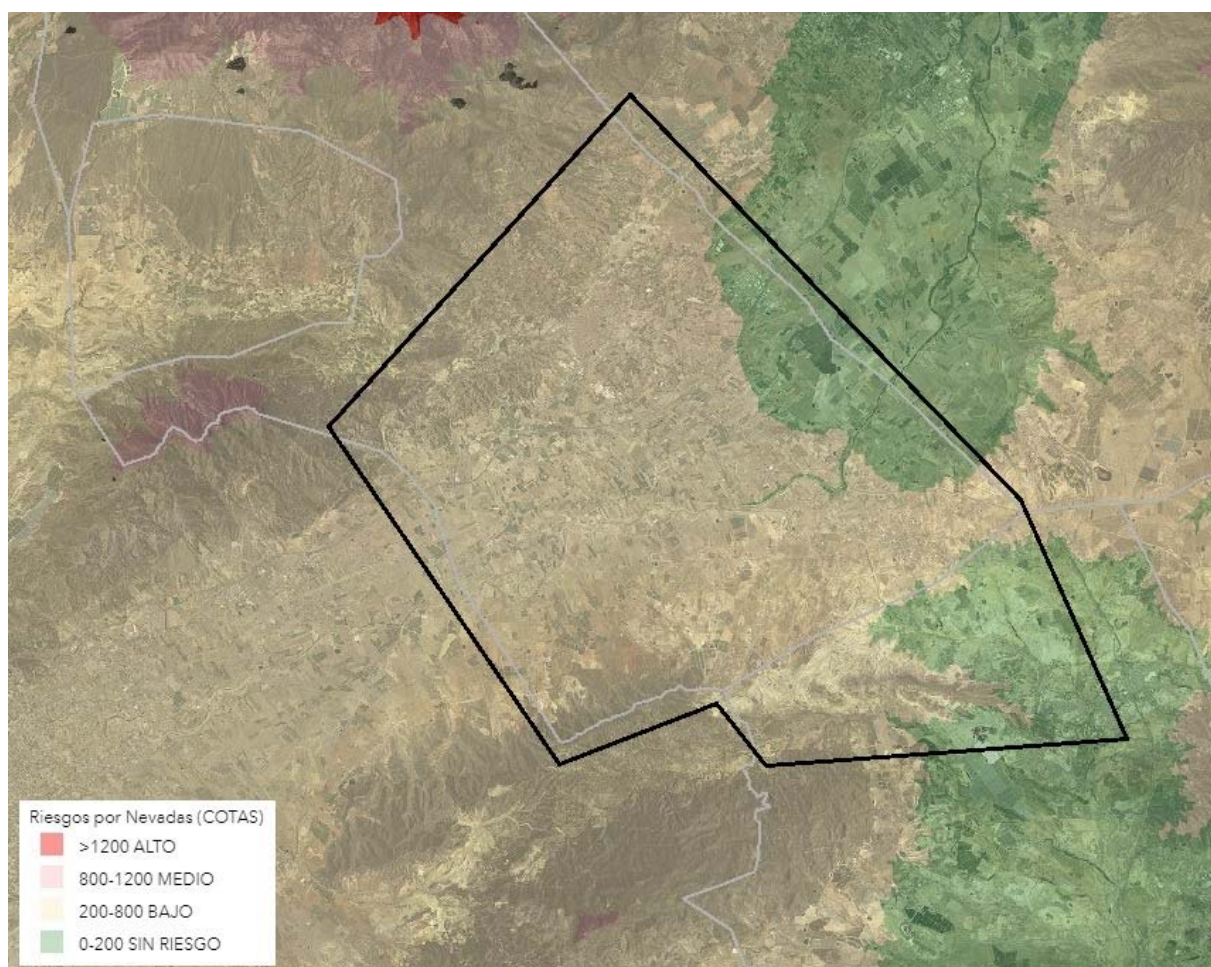 Riesgos por Nevadas (COTAS)
>1200 ALTO
800-1200 MEDIO
200-800 BAJO
0-200 SIN RIESGO